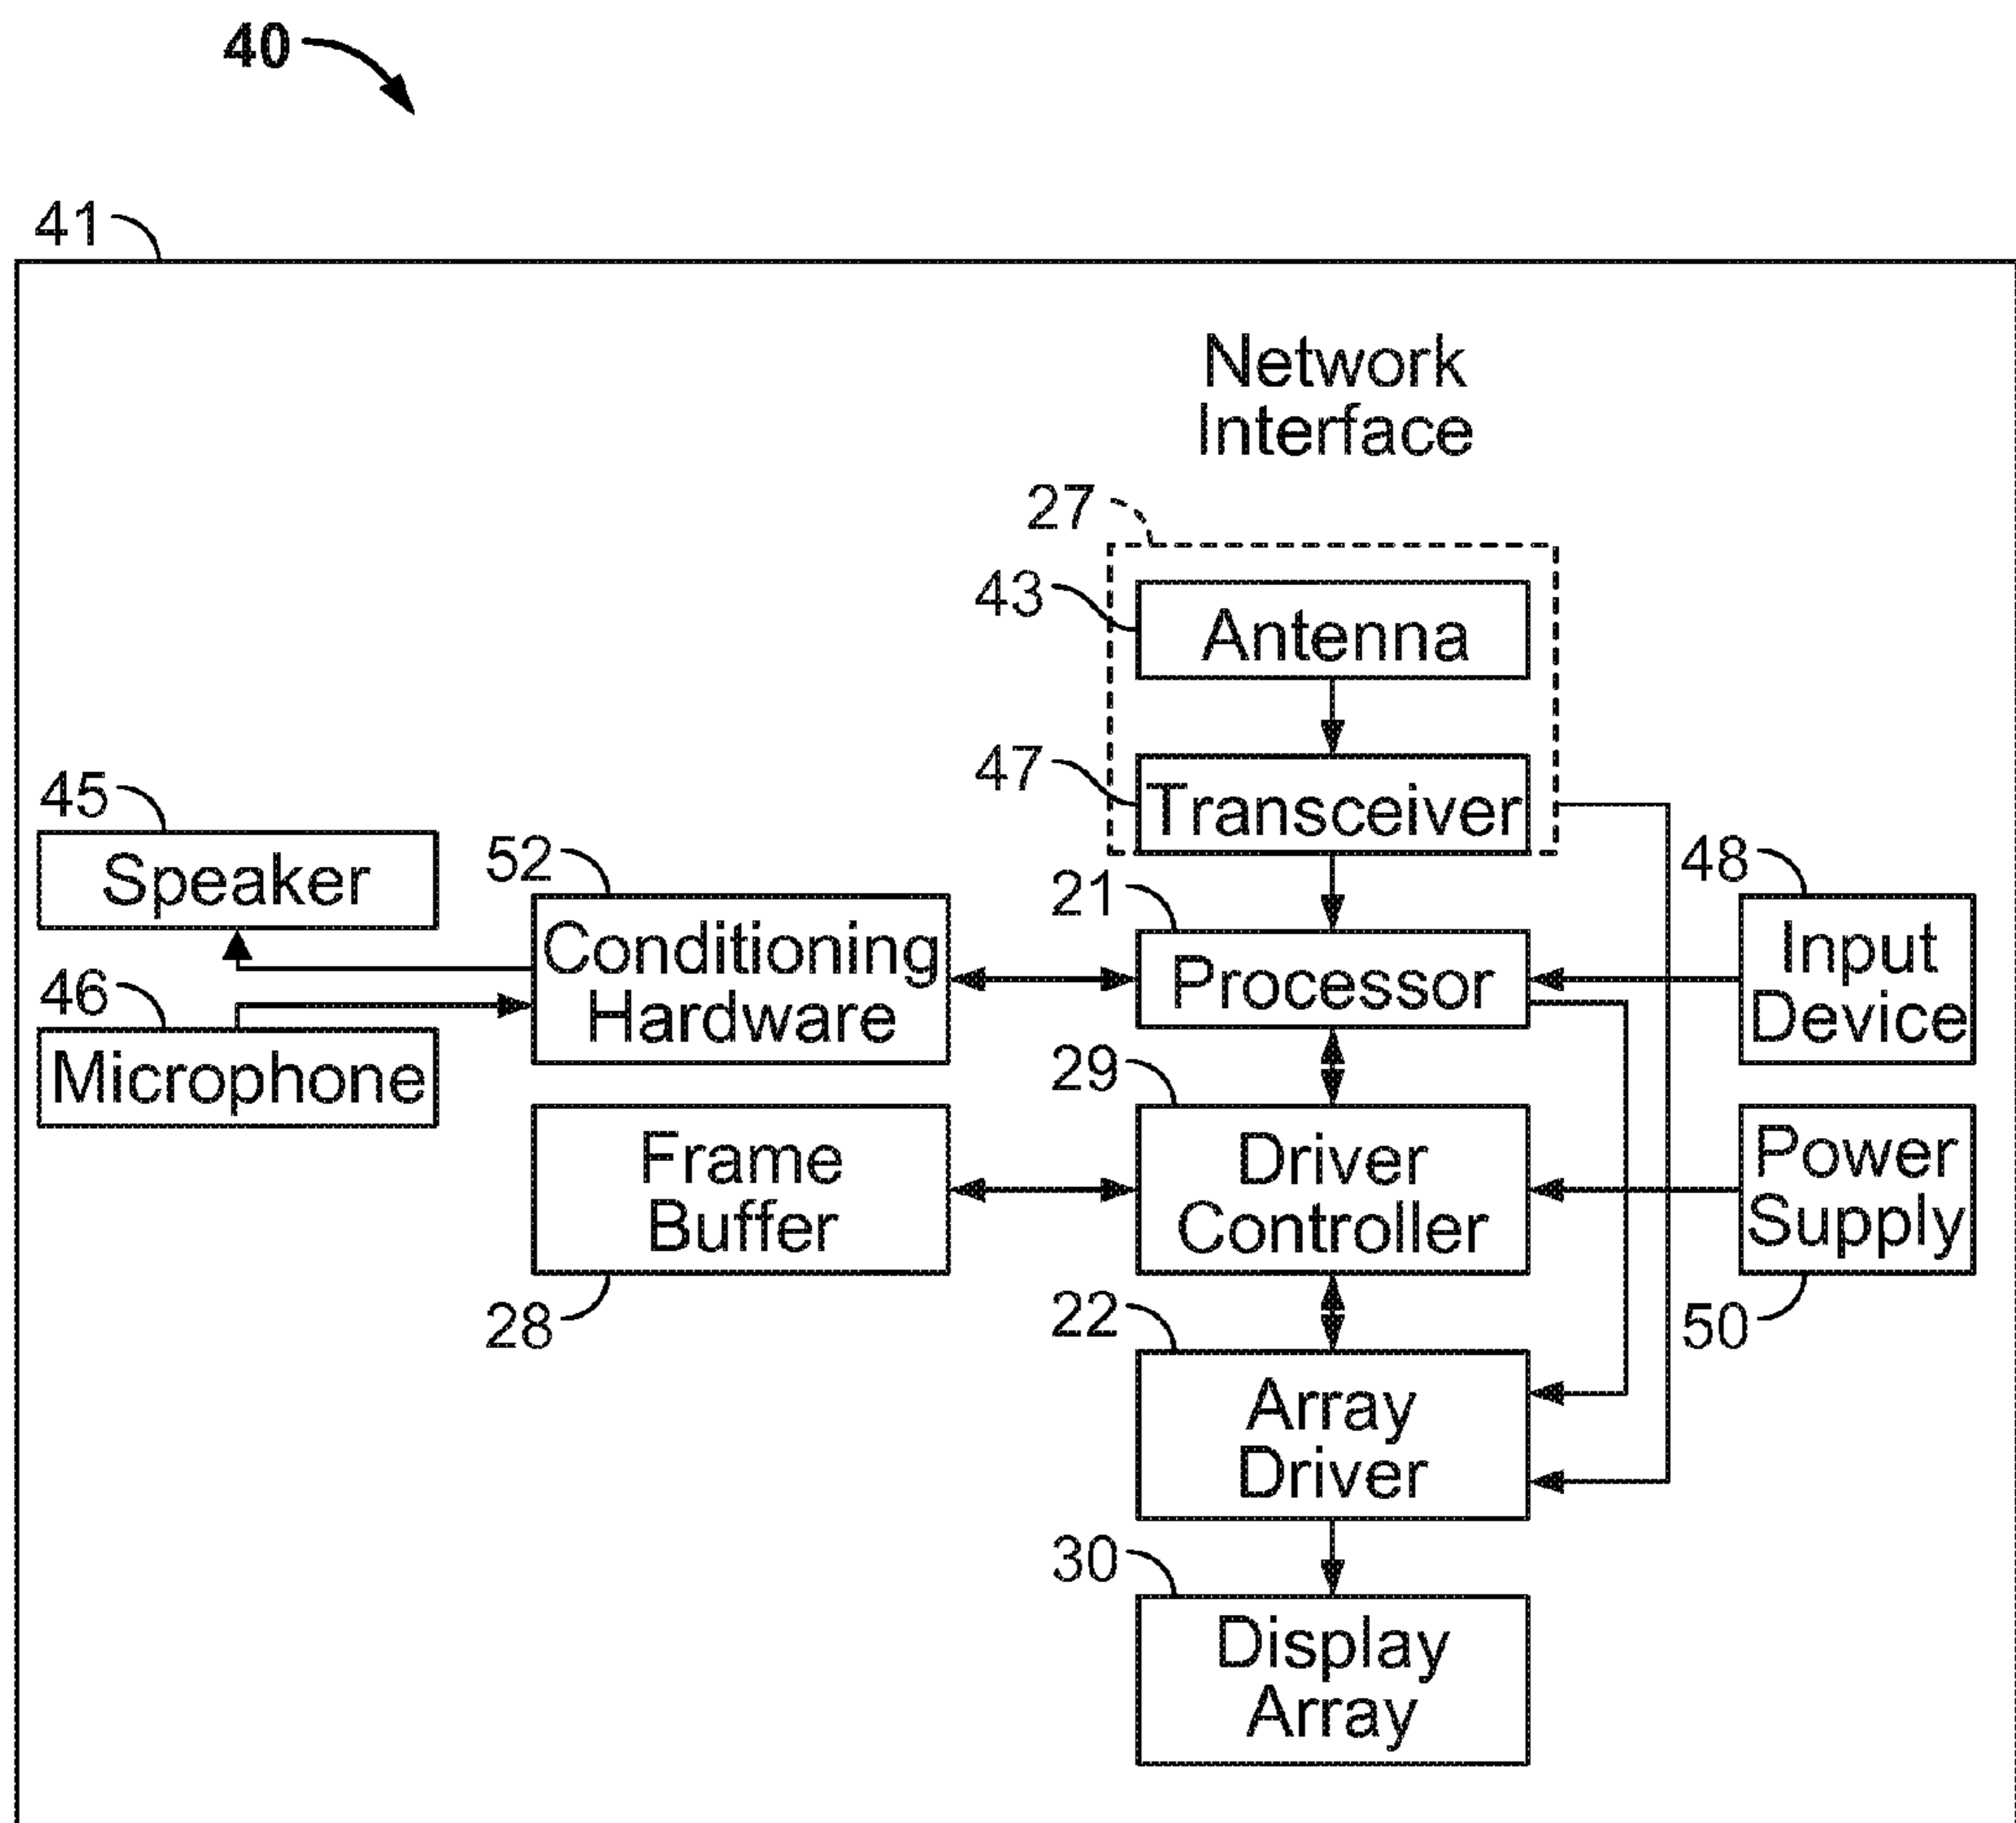 40
41
Network
Interface
27
43
Antenna
47
Transceiver
45
Speaker
52
Conditioning
Hardware
21
Processor
48
Input
Device
46
Microphone
29
Driver
Controller
Frame
Buffer
28
Power
Supply
50
22
Array
Driver
30
Display
Array